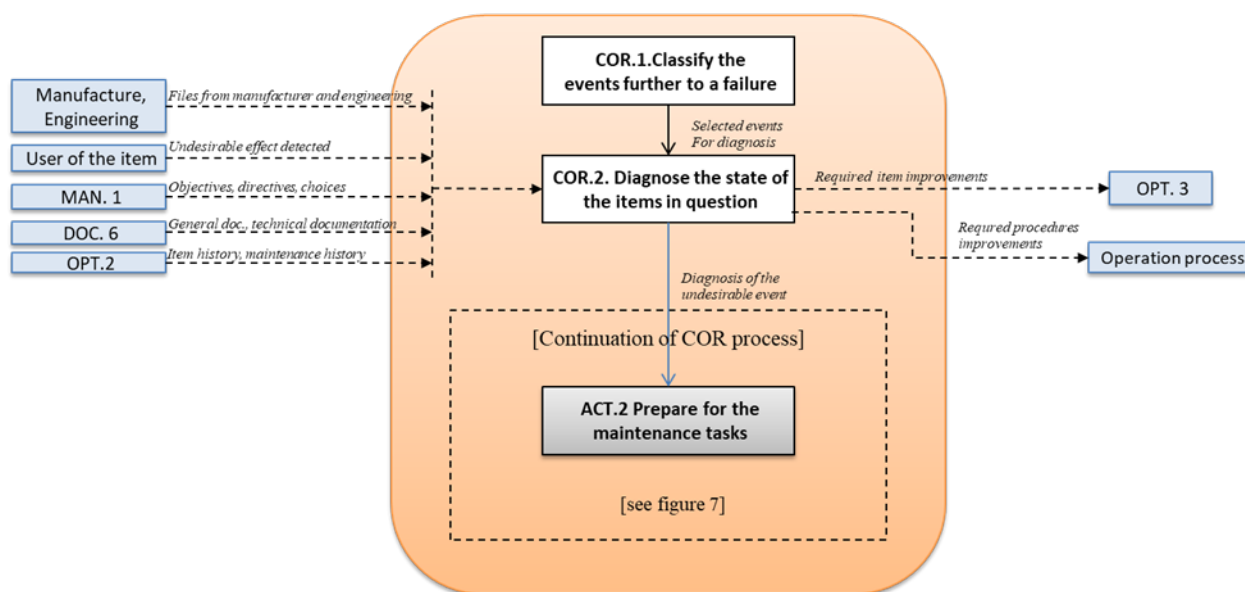 COR.1.Classify the
events further to a failure
Manufacture,
Engineering
Files from manufacturer and engineering
Selected events
For diagnosis
User of the item
Undesirable effect detected
MAN. 1
Objectives, directives, choices
COR.2. Diagnose the state of
the items in question
Required item improvements
OPT. 3
DOC. 6
General doc., technical documentation
OPT.2
Item history, maintenance history
Requred procedures
improvements
Operation process
Diagnosis of the
undesirable event
[Continuation of COR process]
ACT.2 Prepare for the
maintenance tasks
[see figure 7]